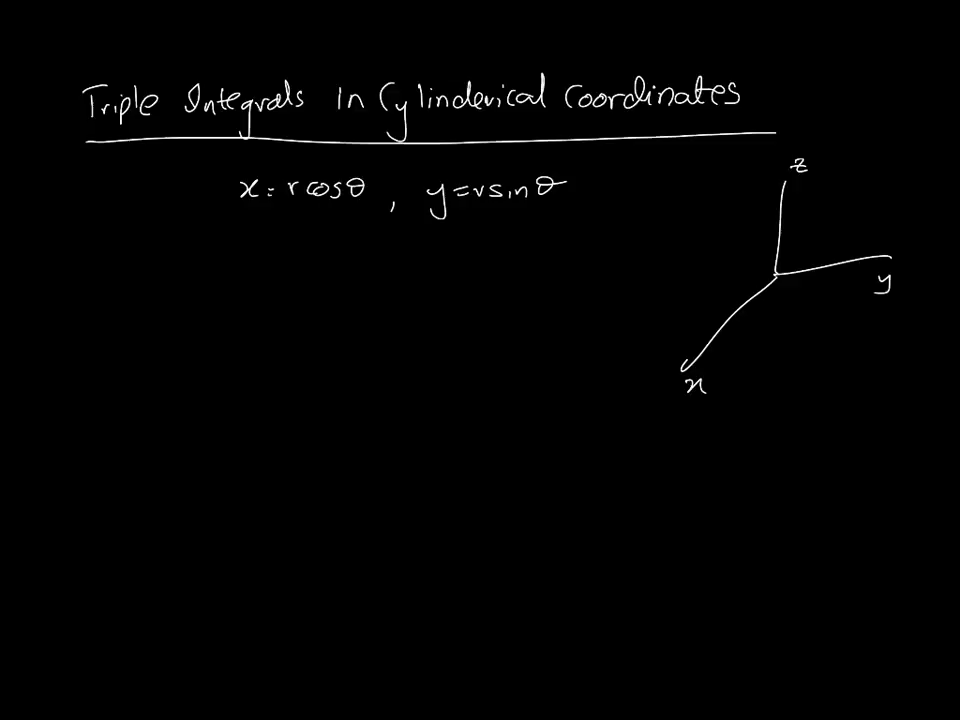 Triple Integrals in Cylinderical Coordinates
x = r cosθ , y = r sinθ
z
y
x